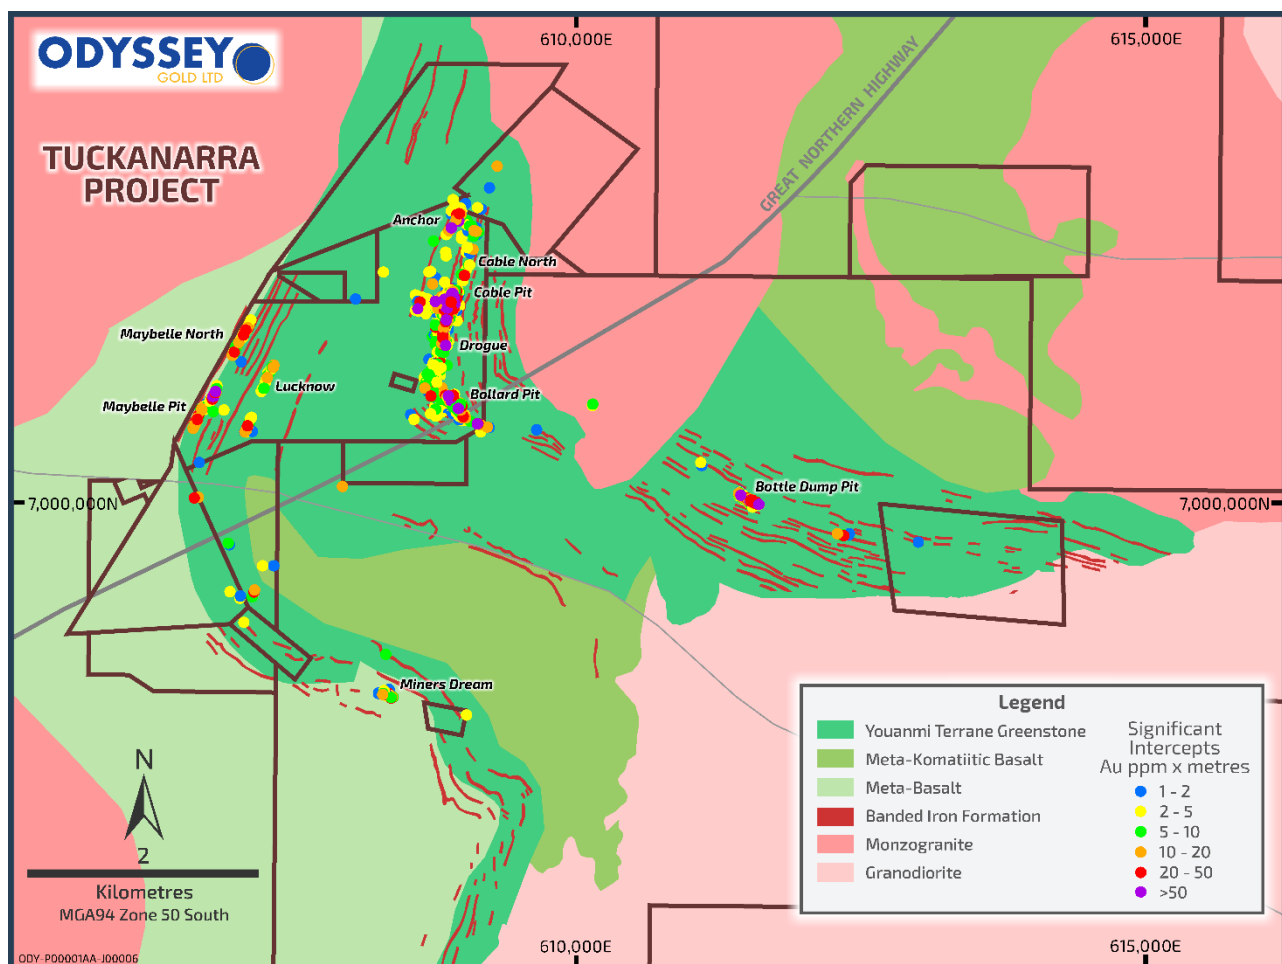 ODYSSEY
GOLD LTD
TUCKANARRA
PROJECT
610,000E
615,000E
GREAT NORTHERN HIGHWAY
Anchor
Cable North
Cable Pit
Maybelle North
Drogue
Lucknow
Bollard Pit
Maybelle Pit
Bottle Dump Pit
7,000,000N
7,000,000N
Miners Dream
Legend
Youanmi Terrane Greenstone
Meta-Komatiitic Basalt
Meta-Basalt
Banded Iron Formation
Monzogranite
Granodiorite
Significant
Intercepts
Au ppm x metres
1 - 2
2 - 5
5 - 10
10 - 20
20 - 50
>50
N
2
Kilometres
MGA94 Zone 50 South
610,000E
615,000E
ODY-P00001AA-J00006